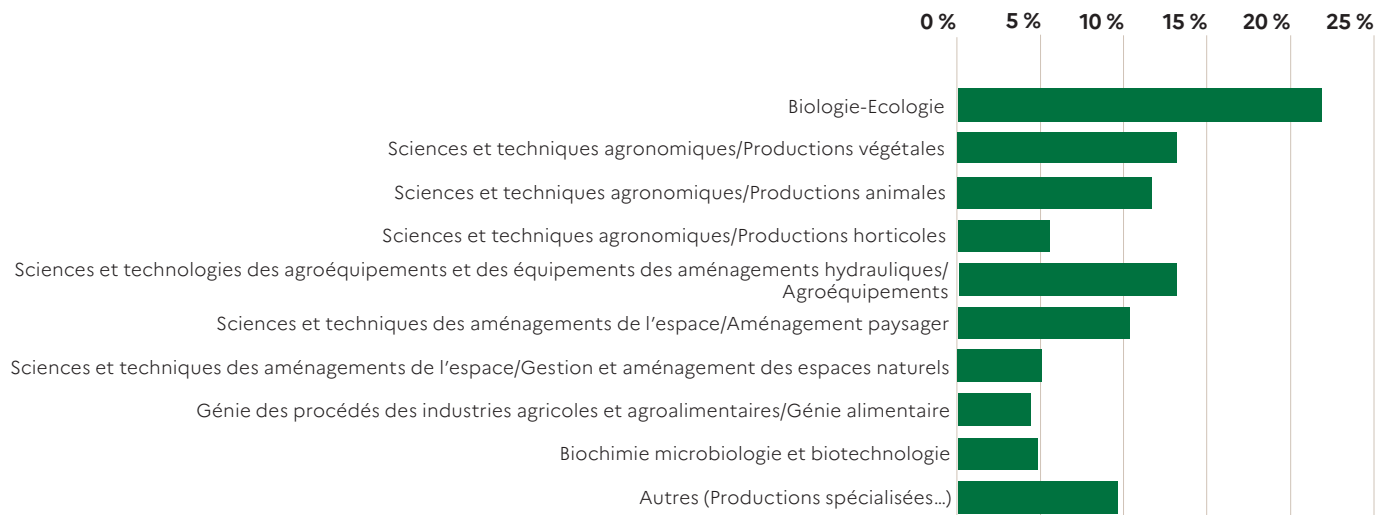 0 % 5 % 10 % 15 % 20 % 25 %
Biologie-Ecologie
Sciences et techniques agronomiques/Productions végétales
Sciences et techniques agronomiques/Productions animales
Sciences et techniques agronomiques/Productions horticoles
Sciences et technologies des agroéquipements et des équipements des aménagements hydrauliques/
Agroéquipements
Sciences et techniques des aménagements de l’espace/Aménagement paysager
Sciences et techniques des aménagements de l’espace/Gestion et aménagement des espaces naturels
Génie des procédés des industries agricoles et agroalimentaires/Génie alimentaire
Biochimie microbiologie et biotechnologie
Autres (Productions spécialisées…)